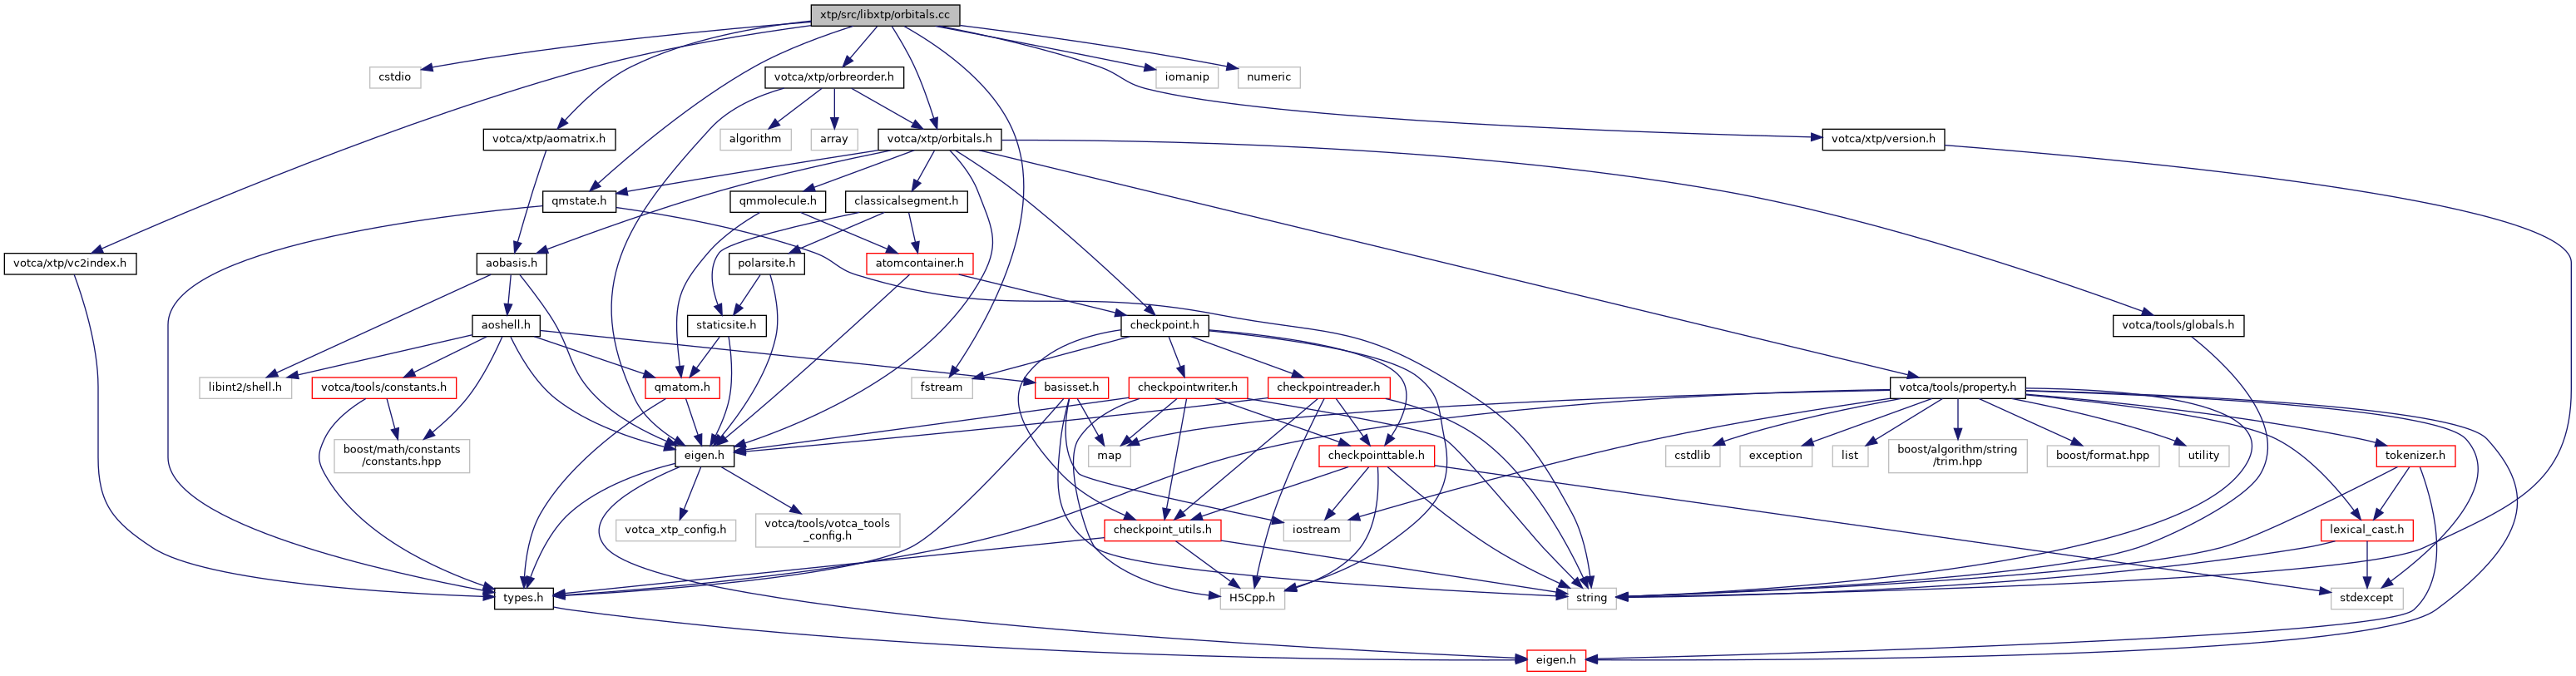 xtp/src/libxtp/orbitals.cc
cstdio
votca/xtp/orbreorder.h
iomanip
numeric
votca/xtp/aomatrix.h
algorithm
array
votca/xtp/orbitals.h
votca/xtp/version.h
qmstate.h
qmmolecule.h
classicalsegment.h
votca/xtp/vc2index.h
aobasis.h
polarsite.h
atomcontainer.h
aoshell.h
staticsite.h
checkpoint.h
votca/tools/globals.h
libint2/shell.h
votca/tools/constants.h
qmatom.h
fstream
basisset.h
checkpointwriter.h
checkpointreader.h
votca/tools/property.h
boost/math/constants
/constants.hpp
eigen.h
map
checkpointtable.h
cstdlib
exception
list
boost/algorithm/string
/trim.hpp
boost/format.hpp
utility
tokenizer.h
votca_xtp_config.h
votca/tools/votca_tools
_config.h
checkpoint_utils.h
iostream
lexical_cast.h
types.h
H5Cpp.h
string
stdexcept
eigen.h